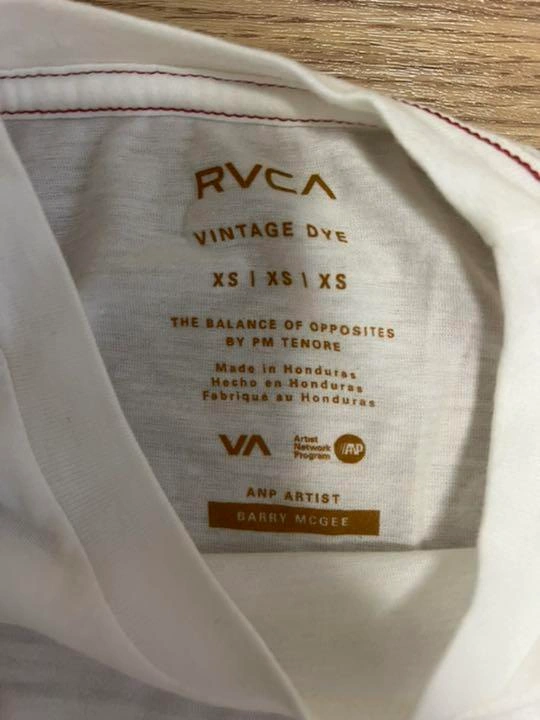 RVCA
VINTAGE DYE
XS | XS | XS
THE BALANCE OF OPPOSITES
BY PM TENORE
Made in Honduras
Hecho en Honduras
Fabriqué au Honduras
VA
Artist
Network
Program
ANP
ANP ARTIST
BARRY MCGEE